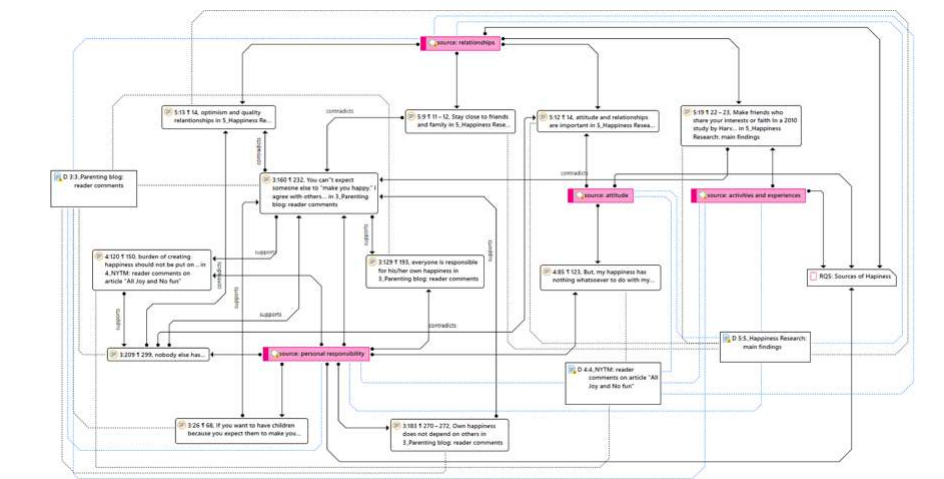 source: relationships
5:13 ¶ 14, optimism and quality
relationships in 5_Happiness Re...
contradicts
5:9 ¶ 11 – 12, Stay close to friends
and family in 5_Happiness Rese...
5:12 ¶ 14, attitude and relationships
are important in 5_Happiness Resea...
5:19 ¶ 22 – 23, Make friends who
share your interests or faith In a 2010
study by Harv... in 5_Happiness
Research: main findings
contradicts
D 3:3_Parenting blog:
reader comments
3:160 ¶ 232, You can't expect
someone else to "make you happy." I
agree with others... in 3_Parenting
blog: reader comments
contradicts
source: attitude
source: activities and experiences
supports
supports
supports
4:120 ¶ 150, burden of creating
happiness should not be put on ... in
4_NYTM: reader comments on
article "All Joy and No fun"
contradicts
supports
3:129 ¶ 193, everyone is responsible
for his/her own happiness in
3_Parenting blog: reader comments
4:85 ¶ 123, But, my happiness has
nothing whatsoever to do with my...
RQ5: Sources of Hapiness
supports
supports
contradicts
3:209 ¶ 299, nobody else has...
source: personal responsibility
D 5:5_Happiness Research:
main findings
D 4:4_NYTM: reader
comments on article "All
Joy and No fun"
3:26 ¶ 68, If you want to have children
because you expect them to make you...
3:183 ¶ 270 – 272, Own happiness
does not depend on others in
3_Parenting blog: reader comments